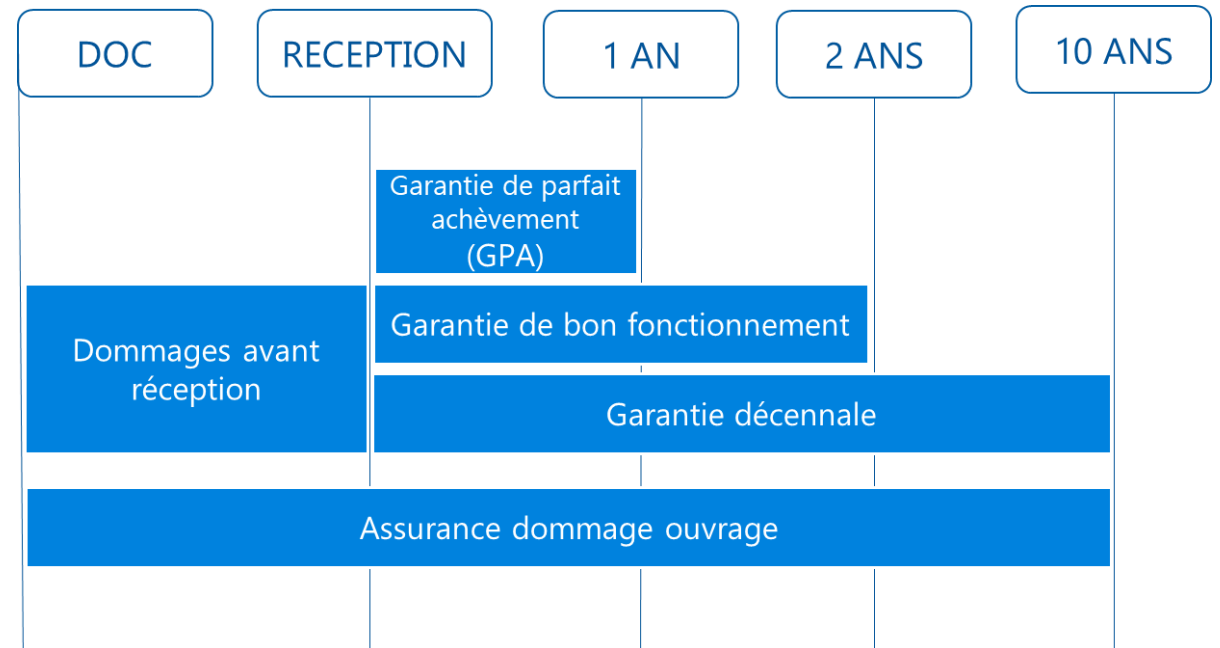 DOC
RECEPTION
1 AN
2 ANS
10 ANS
Garantie de parfait
achèvement
(GPA)
Dommages avant
réception
Garantie de bon fonctionnement
Garantie décennale
Assurance dommage ouvrage